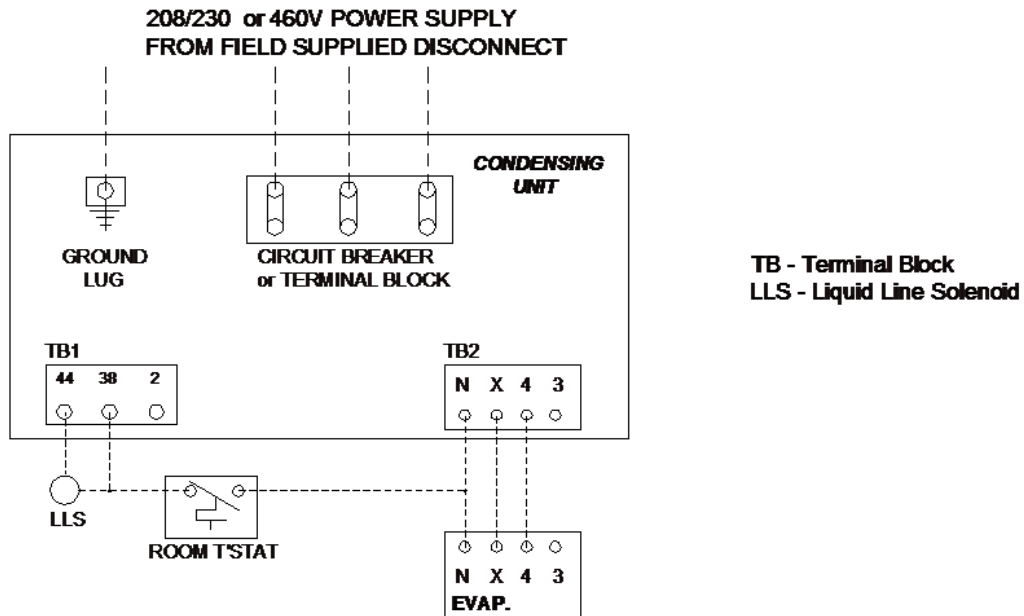 208/230 or 460V POWER SUPPLY
FROM FIELD SUPPLIED DISCONNECT
CONDENSING
UNIT
GROUND
LUG
CIRCUIT BREAKER
or TERMINAL BLOCK
TB - Terminal Block
LLS - Liquid Line Solenoid
TB1
44 38 2
TB2
N X 4 3
LLS
ROOM T'STAT
N X 4 3
EVAP.